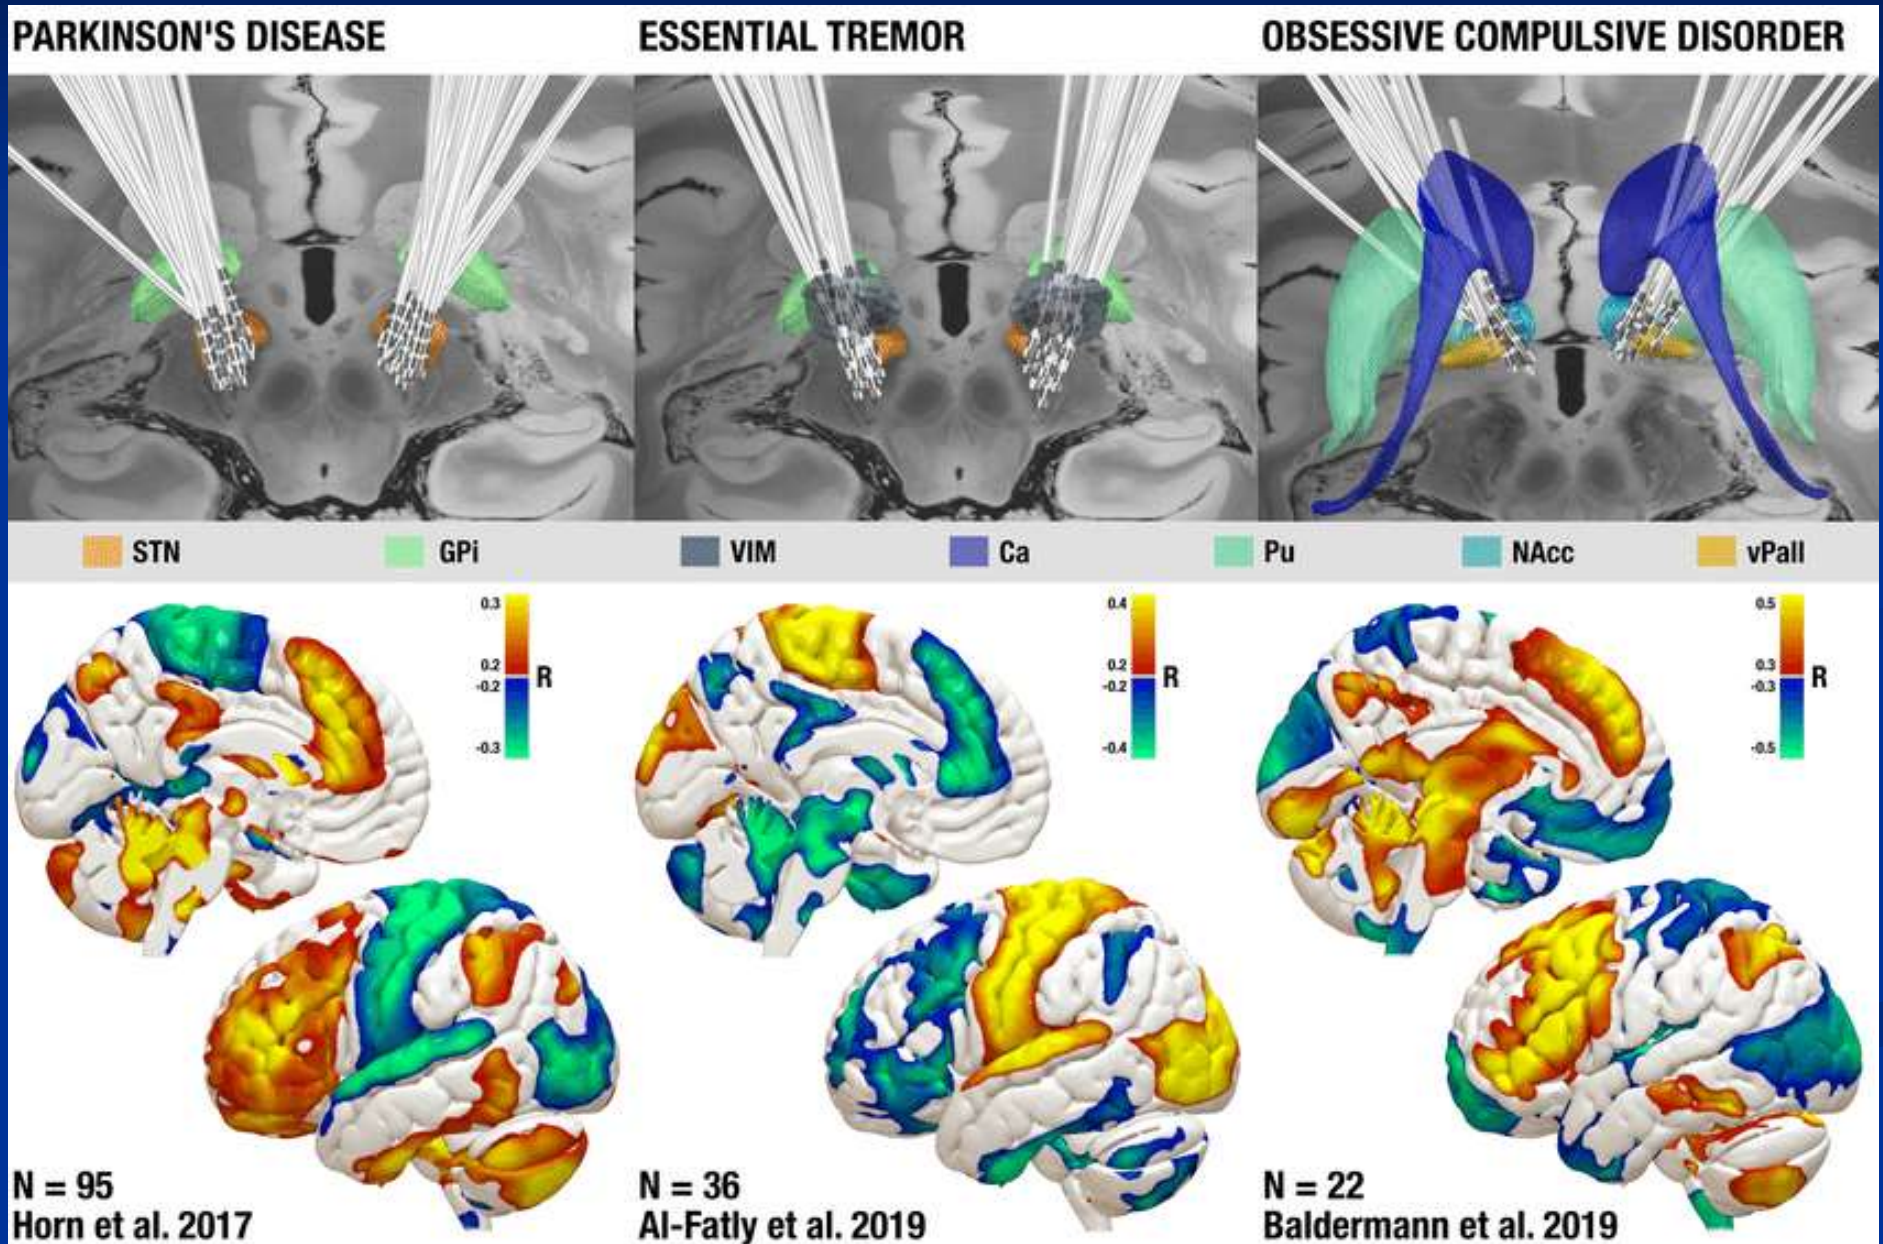 PARKINSON'S DISEASE
ESSENTIAL TREMOR
OBSESSIVE COMPULSIVE DISORDER
STN
GPi
VIM
Ca
Pu
NAcc
vPall
0.3
0.2
-0.2
-0.3
R
0.4
0.2
-0.2
-0.4
R
0.5
0.3
-0.3
-0.5
R
N = 95
Horn et al. 2017
N = 36
Al-Fatly et al. 2019
N = 22
Baldermann et al. 2019